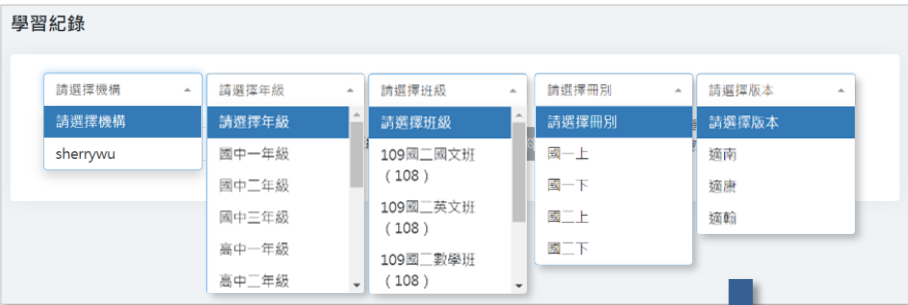 學習紀錄
請選擇機構
請選擇機構
sherrywu
請選擇年級
請選擇年級
國中一年級
國中二年級
國中三年級
高中一年級
高中二年級
請選擇班級
請選擇班級
109國二國文班
(108)
109國二英文班
(108)
109國二數學班
(108)
請選擇冊別
請選擇冊別
國一上
國一下
國二上
國二下
請選擇版本
請選擇版本
適南
適康
適翰